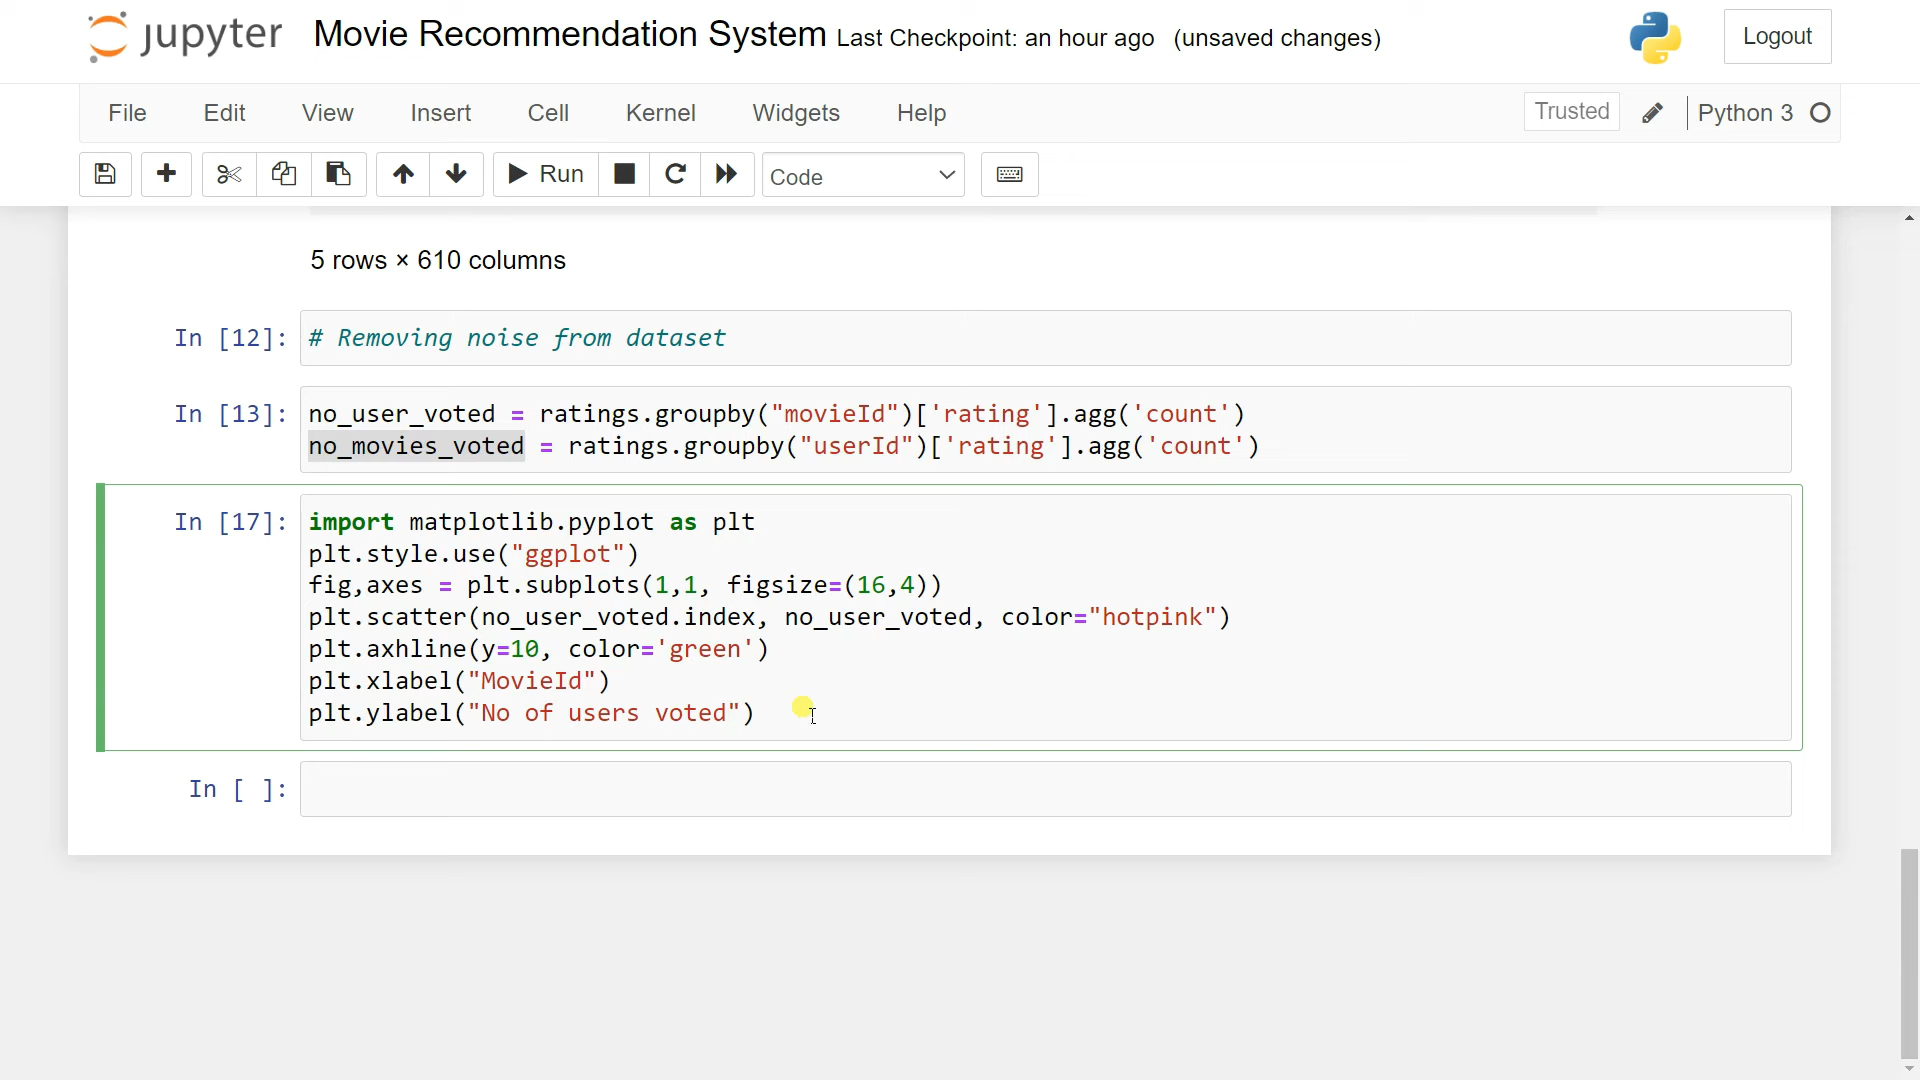 jupyter Movie Recommendation System Last Checkpoint: an hour ago (unsaved changes) Logout
File Edit View Insert Cell Kernel Widgets Help Trusted Python 3
Run Code
5 rows × 610 columns
In [12]: # Removing noise from dataset
In [13]: no_user_voted = ratings.groupby("movieId")['rating'].agg('count')
no_movies_voted = ratings.groupby("userId")['rating'].agg('count')
In [17]: import matplotlib.pyplot as plt
plt.style.use("ggplot")
fig,axes = plt.subplots(1,1, figsize=(16,4))
plt.scatter(no_user_voted.index, no_user_voted, color="hotpink")
plt.axhline(y=10, color='green')
plt.xlabel("MovieId")
plt.ylabel("No of users voted")
In [ ]: